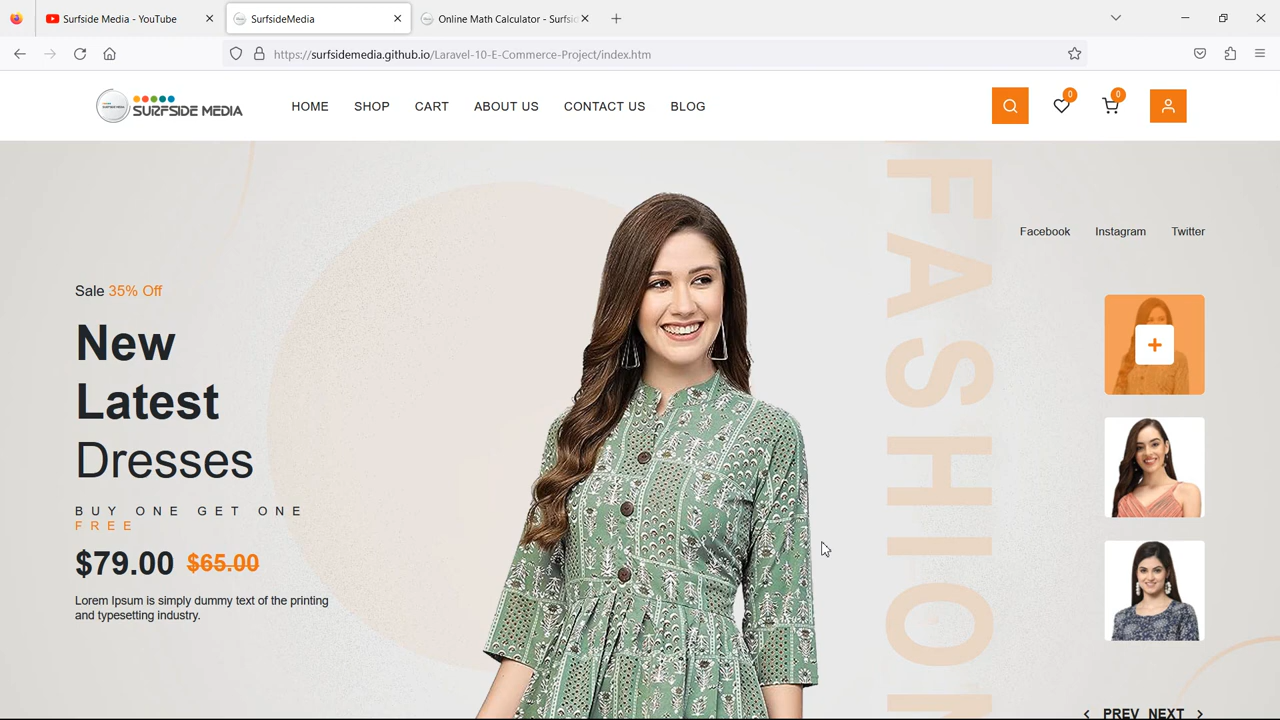 Surfside Media - YouTube
SurfsideMedia
Online Math Calculator - Surfsi
https://surfsidemedia.github.io/Laravel-10-E-Commerce-Project/index.htm
SURFSIDE MEDIA
HOME SHOP CART ABOUT US CONTACT US BLOG
0 0
Facebook Instagram Twitter
FASHION
Sale 35% Off
New
Latest
Dresses
BUY ONE GET ONE
FREE
$79.00 $65.00
Lorem Ipsum is simply dummy text of the printing
and typesetting industry.
PREV NEXT